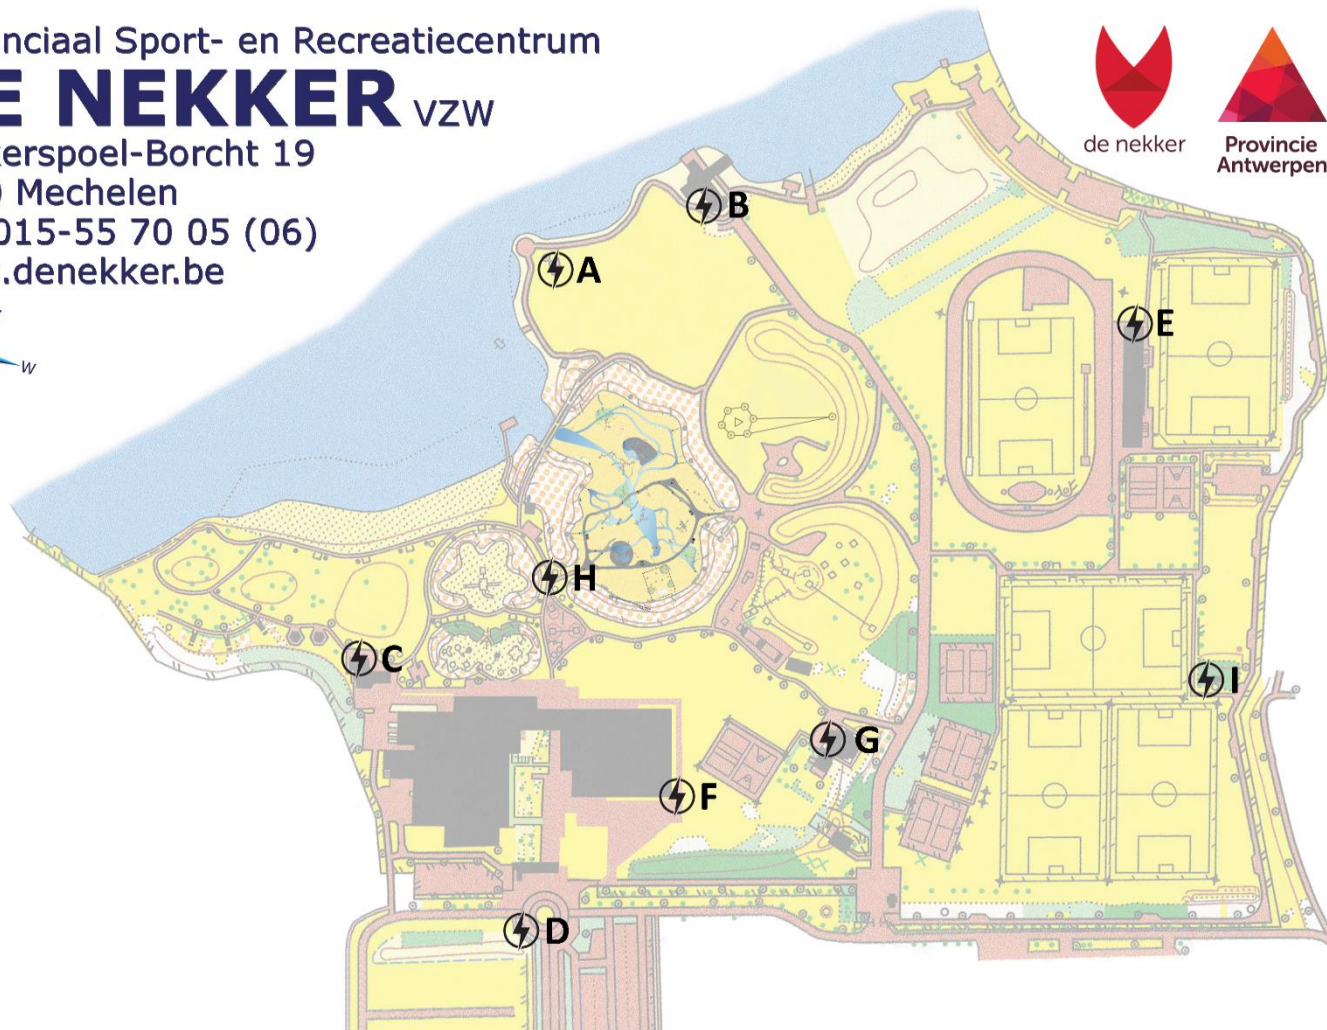 nciaal Sport- en Recreatiecentrum
E NEKKER VZW
kerspoel-Borcht 19
Mechelen
015-55 70 05 (06)
.denekker.be
W
de nekker
Provincie
Antwerpen
B
A
E
H
C
I
G
F
D